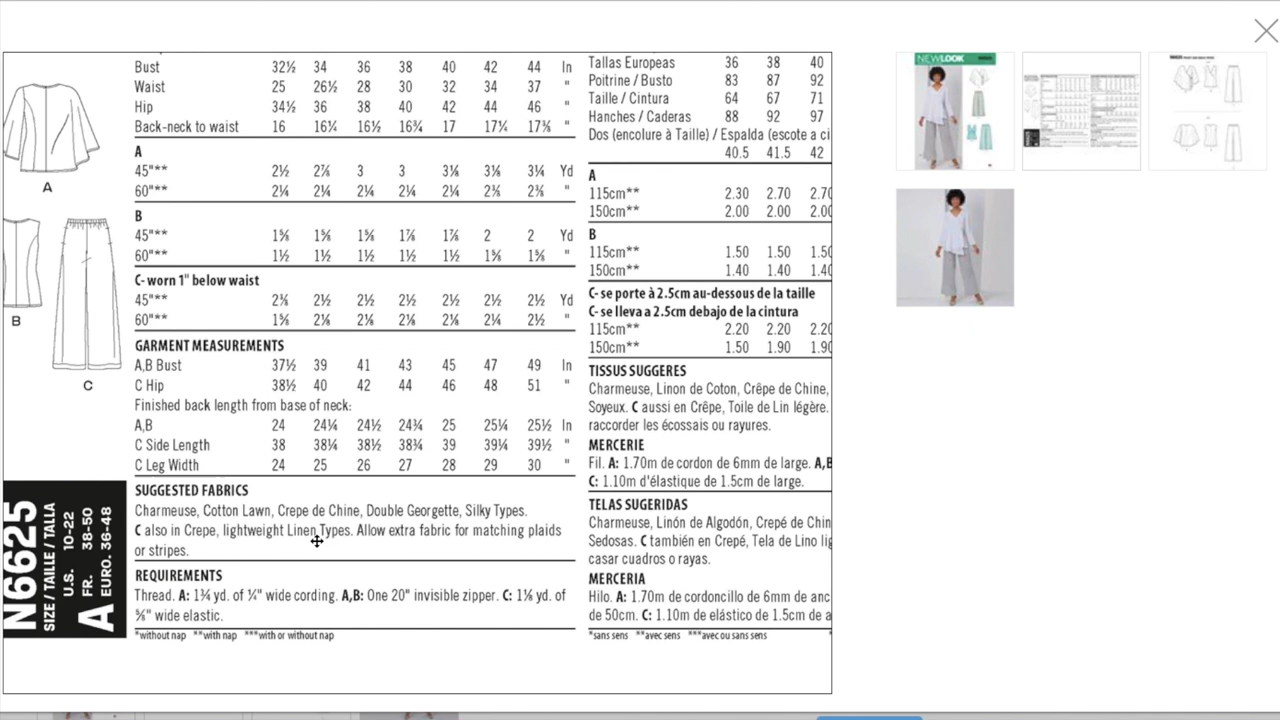 Bust 32½ 34 36 38 40 42 44 In
Waist 25 26½ 28 30 32 34 37 "
Hip 34½ 36 38 40 42 44 46 "
Back-neck to waist 16 16¼ 16½ 16¾ 17 17¼ 17⅜ "
A
45"** 2½ 2⅞ 3 3 3⅛ 3⅛ 3¼ Yd
60"** 2¼ 2¼ 2¼ 2¼ 2¼ 2⅜ 2⅜ "
B
45"** 1⅝ 1⅝ 1⅝ 1⅞ 1⅞ 2 2 Yd
60"** 1½ 1½ 1½ 1½ 1½ 1⅝ 1⅝ "
C- worn 1" below waist
45"** 2⅜ 2½ 2½ 2½ 2½ 2½ 2½ Yd
60"** 1⅝ 2⅛ 2⅛ 2⅛ 2⅛ 2¼ 2½ "
GARMENT MEASUREMENTS
A,B Bust 37½ 39 41 43 45 47 49 In
C Hip 38½ 40 42 44 46 48 51 "
Finished back length from base of neck:
A,B 24 24¼ 24½ 24¾ 25 25¼ 25½ In
C Side Length 38 38¼ 38½ 38¾ 39 39¼ 39½ "
C Leg Width 24 25 26 27 28 29 30 "
SUGGESTED FABRICS
Charmeuse, Cotton Lawn, Crepe de Chine, Double Georgette, Silky Types.
C also in Crepe, lightweight Linen Types. Allow extra fabric for matching plaids
or stripes.
REQUIREMENTS
Thread. A: 1¾ yd. of ¼" wide cording. A,B: One 20" invisible zipper. C: 1⅛ yd. of
⅝" wide elastic.
*without nap **with nap ***with or without nap
A
B
C
N6625
SIZE / TAILLE / TALLA
A
U.S. 10-22
FR. 38-50
EURO. 36-48
Tallas Europeas 36 38 40
Poitrine / Busto 83 87 92
Taille / Cintura 64 67 71
Hanches / Caderas 88 92 97
Dos (encolure à Taille) / Espalda (escote a
40.5 41.5 42
A
115cm** 2.30 2.70 2.70
150cm** 2.00 2.00 2.00
B
115cm** 1.50 1.50 1.50
150cm** 1.40 1.40 1.40
C- se porte à 2.5cm au-dessous de la taille
C- se lleva a 2.5cm debajo de la cintura
115cm** 2.20 2.20 2.20
150cm** 1.50 1.90 1.90
TISSUS SUGGERES
Charmeuse, Linon de Coton, Crêpe de Chine,
Soyeux. C aussi en Crêpe, Toile de Lin légère.
raccorder les écossais ou rayures.
MERCERIE
Fil. A: 1.70m de cordon de 6mm de large. A,B
C: 1.10m d'élastique de 1.5cm de large.
TELAS SUGERIDAS
Charmeuse, Linón de Algodón, Crepé de Chin
Sedosas. C también en Crepé, Tela de Lino lig
casar cuadros o rayas.
MERCERIA
Hilo. A: 1.70m de cordoncillo de 6mm de anc
de 50cm. C: 1.10m de elástico de 1.5cm de a
*sans sens **avec sens ***avec ou sans sens
NEW LOOK